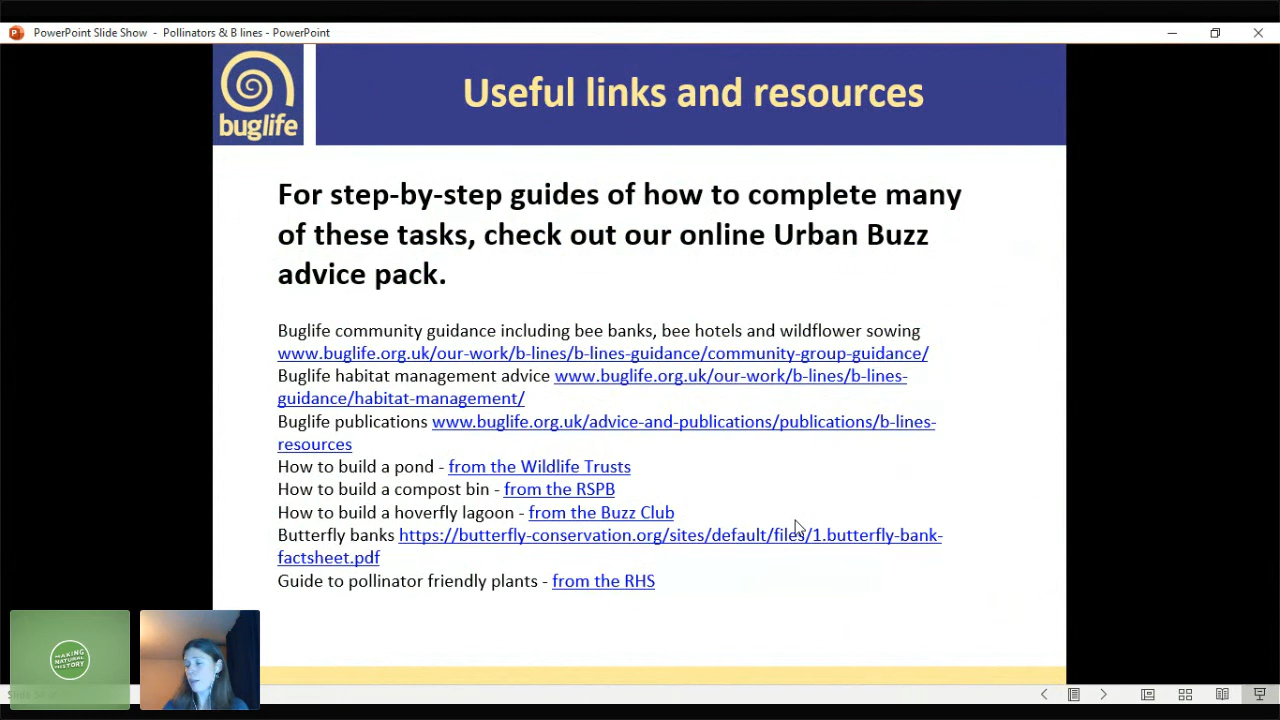 PowerPoint Slide Show - Pollinators & B lines - PowerPoint
buglife
Useful links and resources
For step-by-step guides of how to complete many
of these tasks, check out our online Urban Buzz
advice pack.
Buglife community guidance including bee banks, bee hotels and wildflower sowing
www.buglife.org.uk/our-work/b-lines/b-lines-guidance/community-group-guidance/
Buglife habitat management advice www.buglife.org.uk/our-work/b-lines/b-lines-
guidance/habitat-management/
Buglife publications www.buglife.org.uk/advice-and-publications/publications/b-lines-
resources
How to build a pond - from the Wildlife Trusts
How to build a compost bin - from the RSPB
How to build a hoverfly lagoon - from the Buzz Club
Butterfly banks https://butterfly-conservation.org/sites/default/files/1.butterfly-bank-
factsheet.pdf
Guide to pollinator friendly plants - from the RHS
MAKING
NATURAL
HISTORY